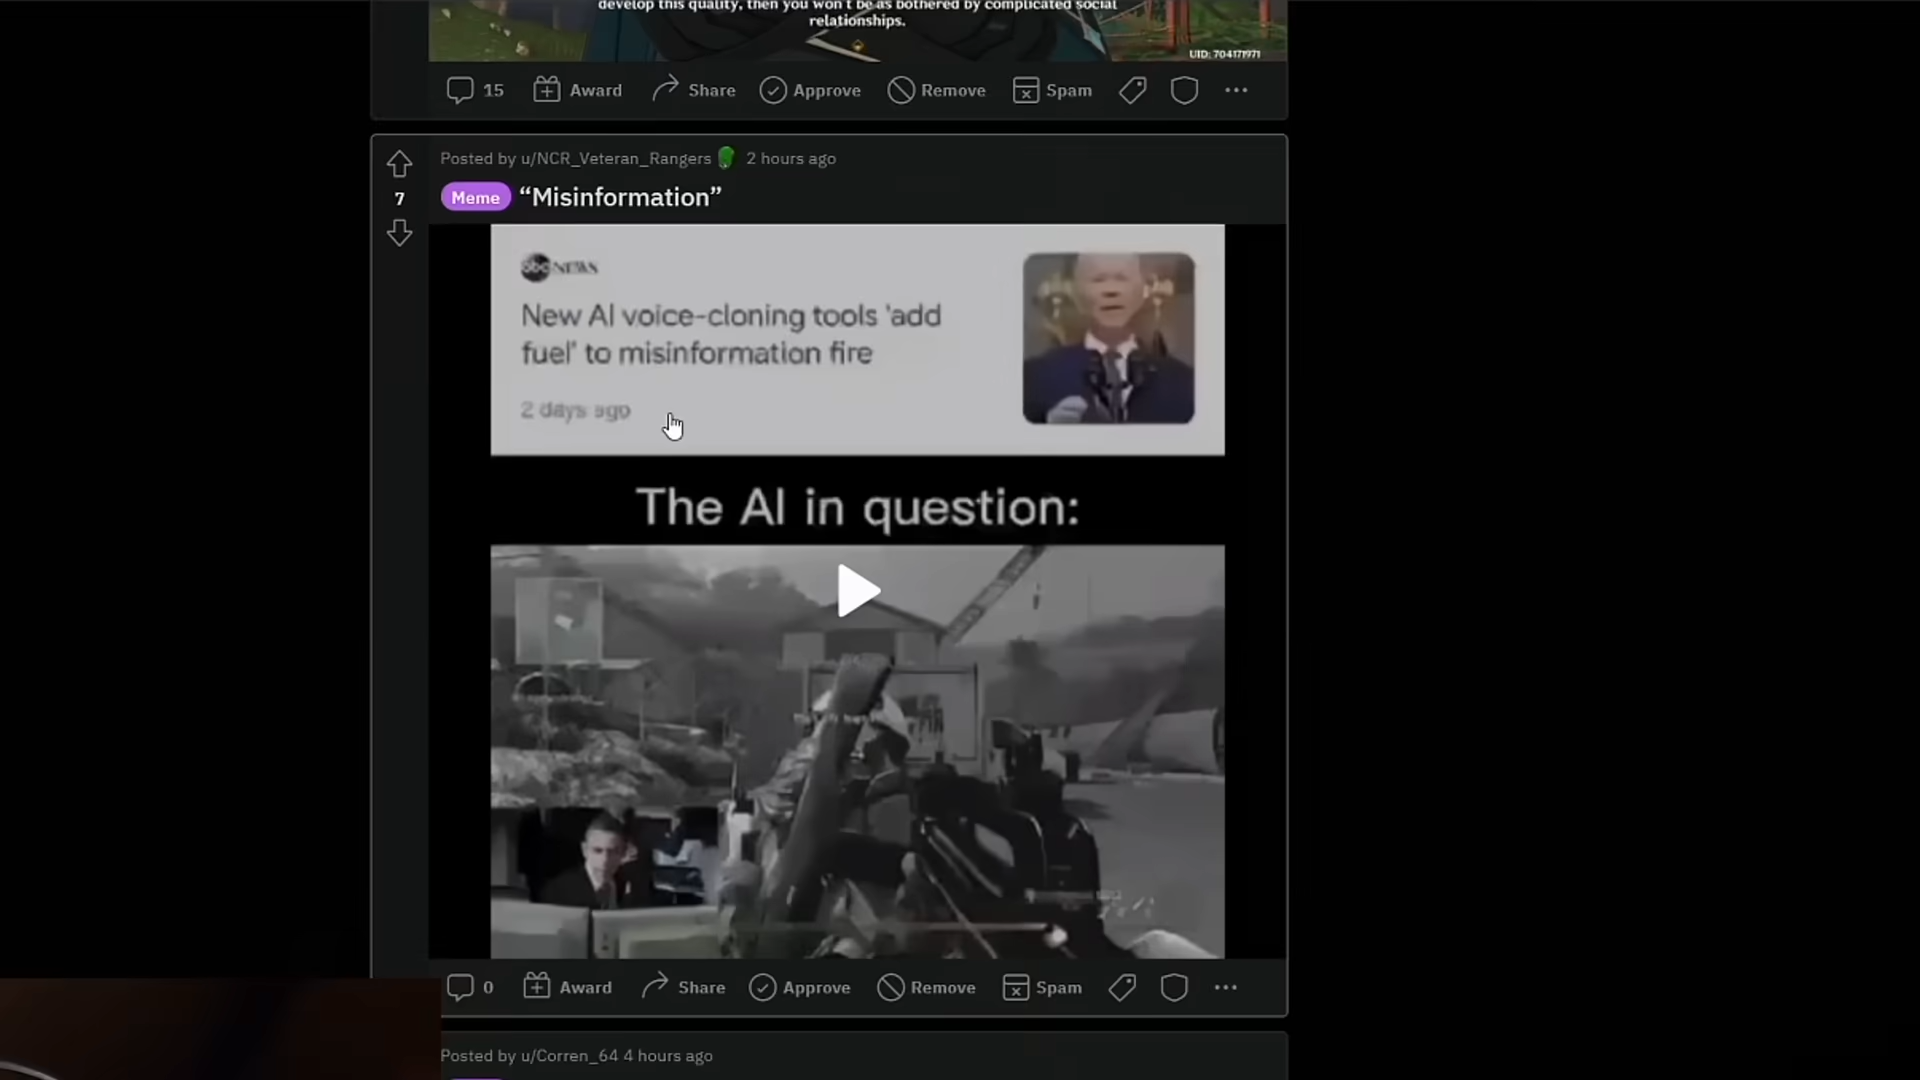 develop this quality, then you won't be as bothered by complicated social
relationships.
UID: 704171971
15 Award Share Approve Remove Spam
Posted by u/NCR_Veteran_Rangers 2 hours ago
7
Meme “Misinformation”
abc NEWS
New AI voice-cloning tools 'add
fuel' to misinformation fire
2 days ago
The AI in question:
0 Award Share Approve Remove Spam
Posted by u/Corren_64 4 hours ago